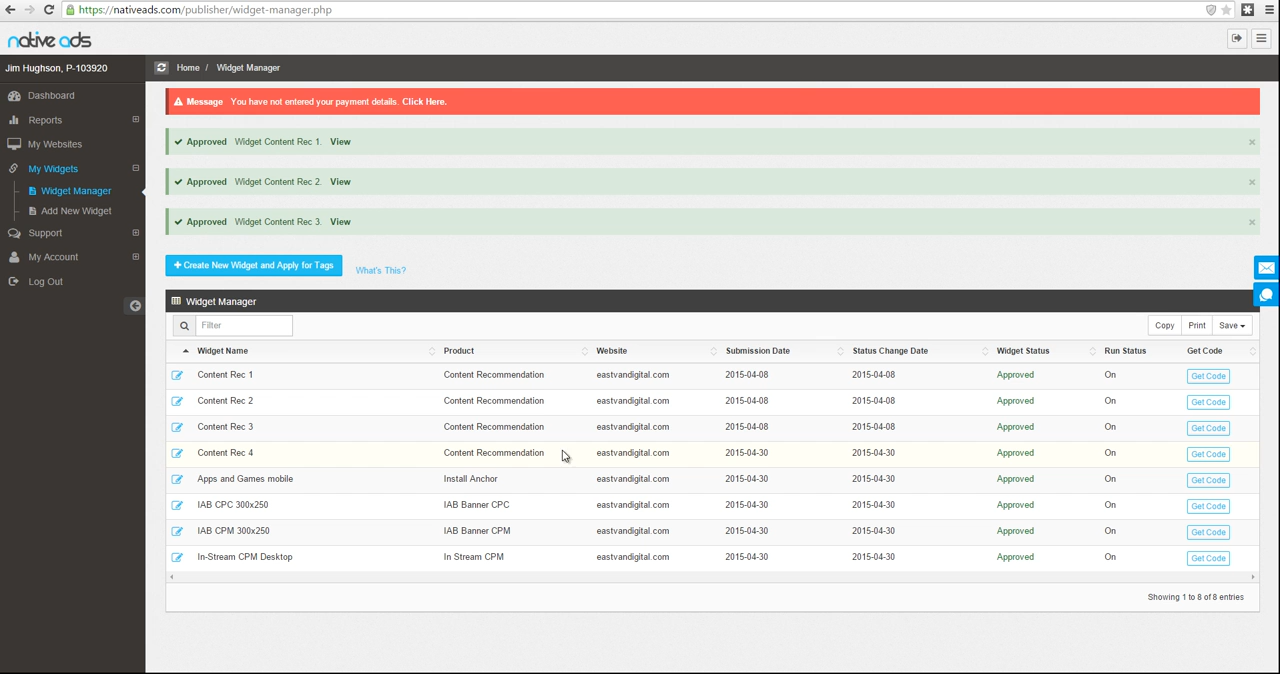 https://nativeads.com/publisher/widget-manager.php
native ads
Jim Hughson, P-103920
Home / Widget Manager
Dashboard
Reports
My Websites
My Widgets
Widget Manager
Add New Widget
Support
My Account
Log Out
Message You have not entered your payment details. Click Here.
Approved Widget Content Rec 1. View ×
Approved Widget Content Rec 2. View ×
Approved Widget Content Rec 3. View ×
+ Create New Widget and Apply for Tags What's This?
Widget Manager
Filter Copy Print Save
Widget Name Product Website Submission Date Status Change Date Widget Status Run Status Get Code
Content Rec 1 Content Recommendation eastvandigital.com 2015-04-08 2015-04-08 Approved On Get Code
Content Rec 2 Content Recommendation eastvandigital.com 2015-04-08 2015-04-08 Approved On Get Code
Content Rec 3 Content Recommendation eastvandigital.com 2015-04-08 2015-04-08 Approved On Get Code
Content Rec 4 Content Recommendation eastvandigital.com 2015-04-30 2015-04-30 Approved On Get Code
Apps and Games mobile Install Anchor eastvandigital.com 2015-04-30 2015-04-30 Approved On Get Code
IAB CPC 300x250 IAB Banner CPC eastvandigital.com 2015-04-30 2015-04-30 Approved On Get Code
IAB CPM 300x250 IAB Banner CPM eastvandigital.com 2015-04-30 2015-04-30 Approved On Get Code
In-Stream CPM Desktop In Stream CPM eastvandigital.com 2015-04-30 2015-04-30 Approved On Get Code
Showing 1 to 8 of 8 entries